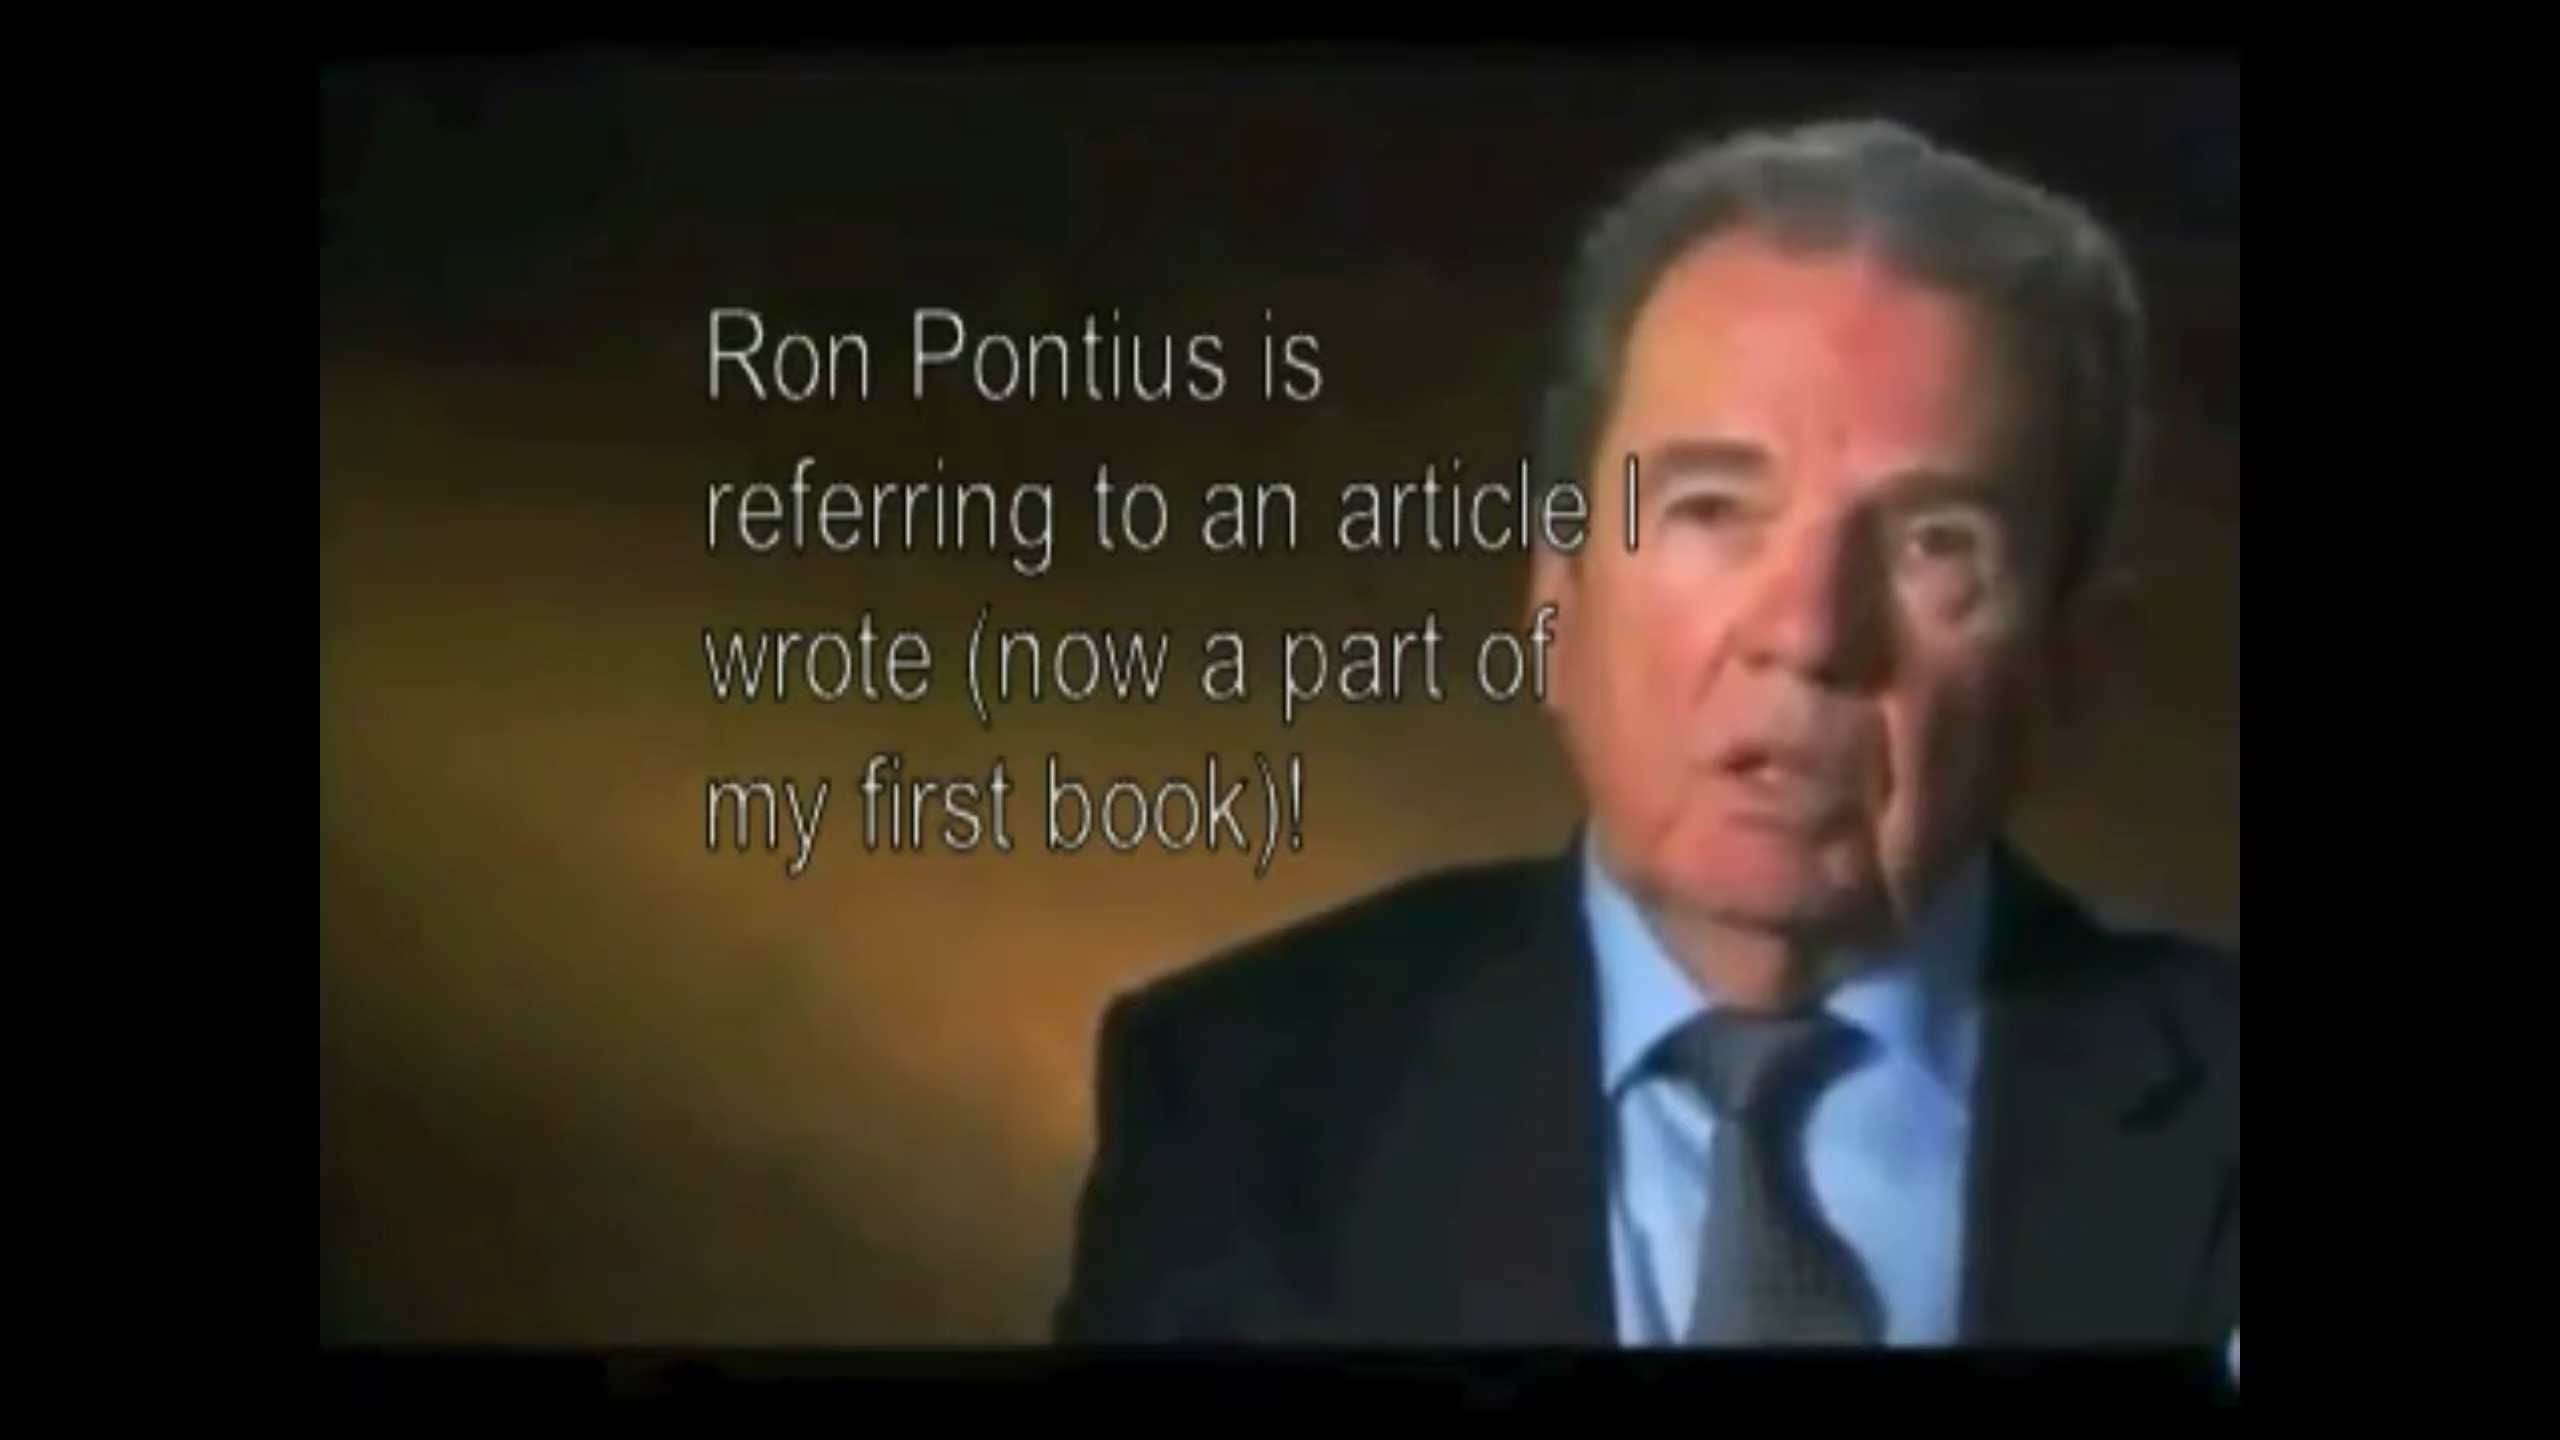 Ron Pontius is
referring to an article I
wrote (now a part of
my first book)!